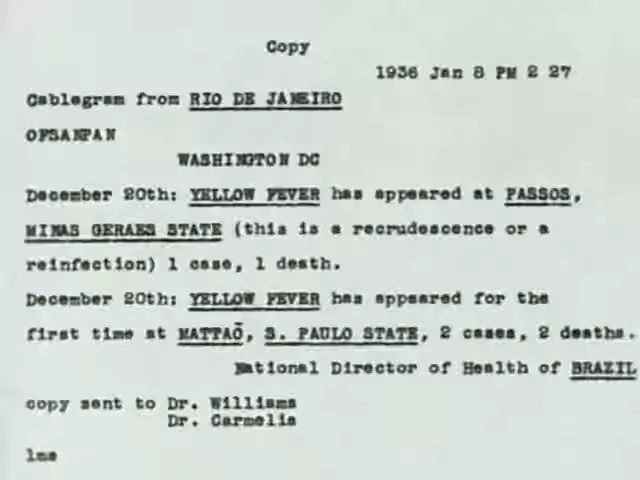 Copy
1936 Jan 8 PM 2 27
Cablegram from RIO DE JANEIRO
OFSANPAN
WASHINGTON DC
December 20th: YELLOW FEVER has appeared at PASSOS,
MINAS GERAES STATE (this is a recrudescence or a
reinfection) 1 case, 1 death.
December 20th: YELLOW FEVER has appeared for the
first time at MATTAÕ, S. PAULO STATE, 2 cases, 2 deaths.
National Director of Health of BRAZIL
copy sent to Dr. Williams
Dr. Carmelia
lms